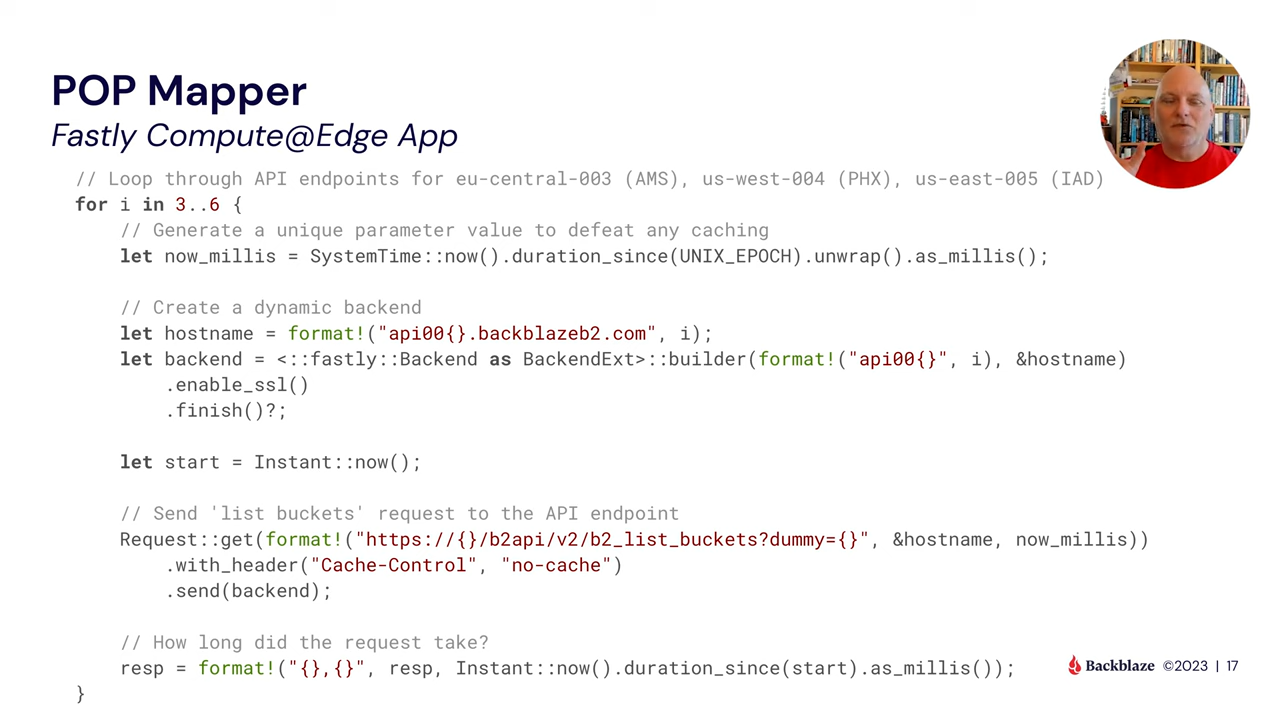 POP Mapper
Fastly Compute@Edge App
// Loop through API endpoints for eu-central-003 (AMS), us-west-004 (PHX), us-east-005 (IAD)
for i in 3..6 {
    // Generate a unique parameter value to defeat any caching
    let now_millis = SystemTime::now().duration_since(UNIX_EPOCH).unwrap().as_millis();
    // Create a dynamic backend
    let hostname = format!("api00{}.backblazeb2.com", i);
    let backend = <::fastly::Backend as BackendExt>::builder(format!("api00{}", i), &hostname)
        .enable_ssl()
        .finish()?;
    let start = Instant::now();
    // Send 'list buckets' request to the API endpoint
    Request::get(format!("https://{}/b2api/v2/b2_list_buckets?dummy={}", &hostname, now_millis))
        .with_header("Cache-Control", "no-cache")
        .send(backend);
    // How long did the request take?
    resp = format!("{},{}", resp, Instant::now().duration_since(start).as_millis());
}
Backblaze ©2023 | 17